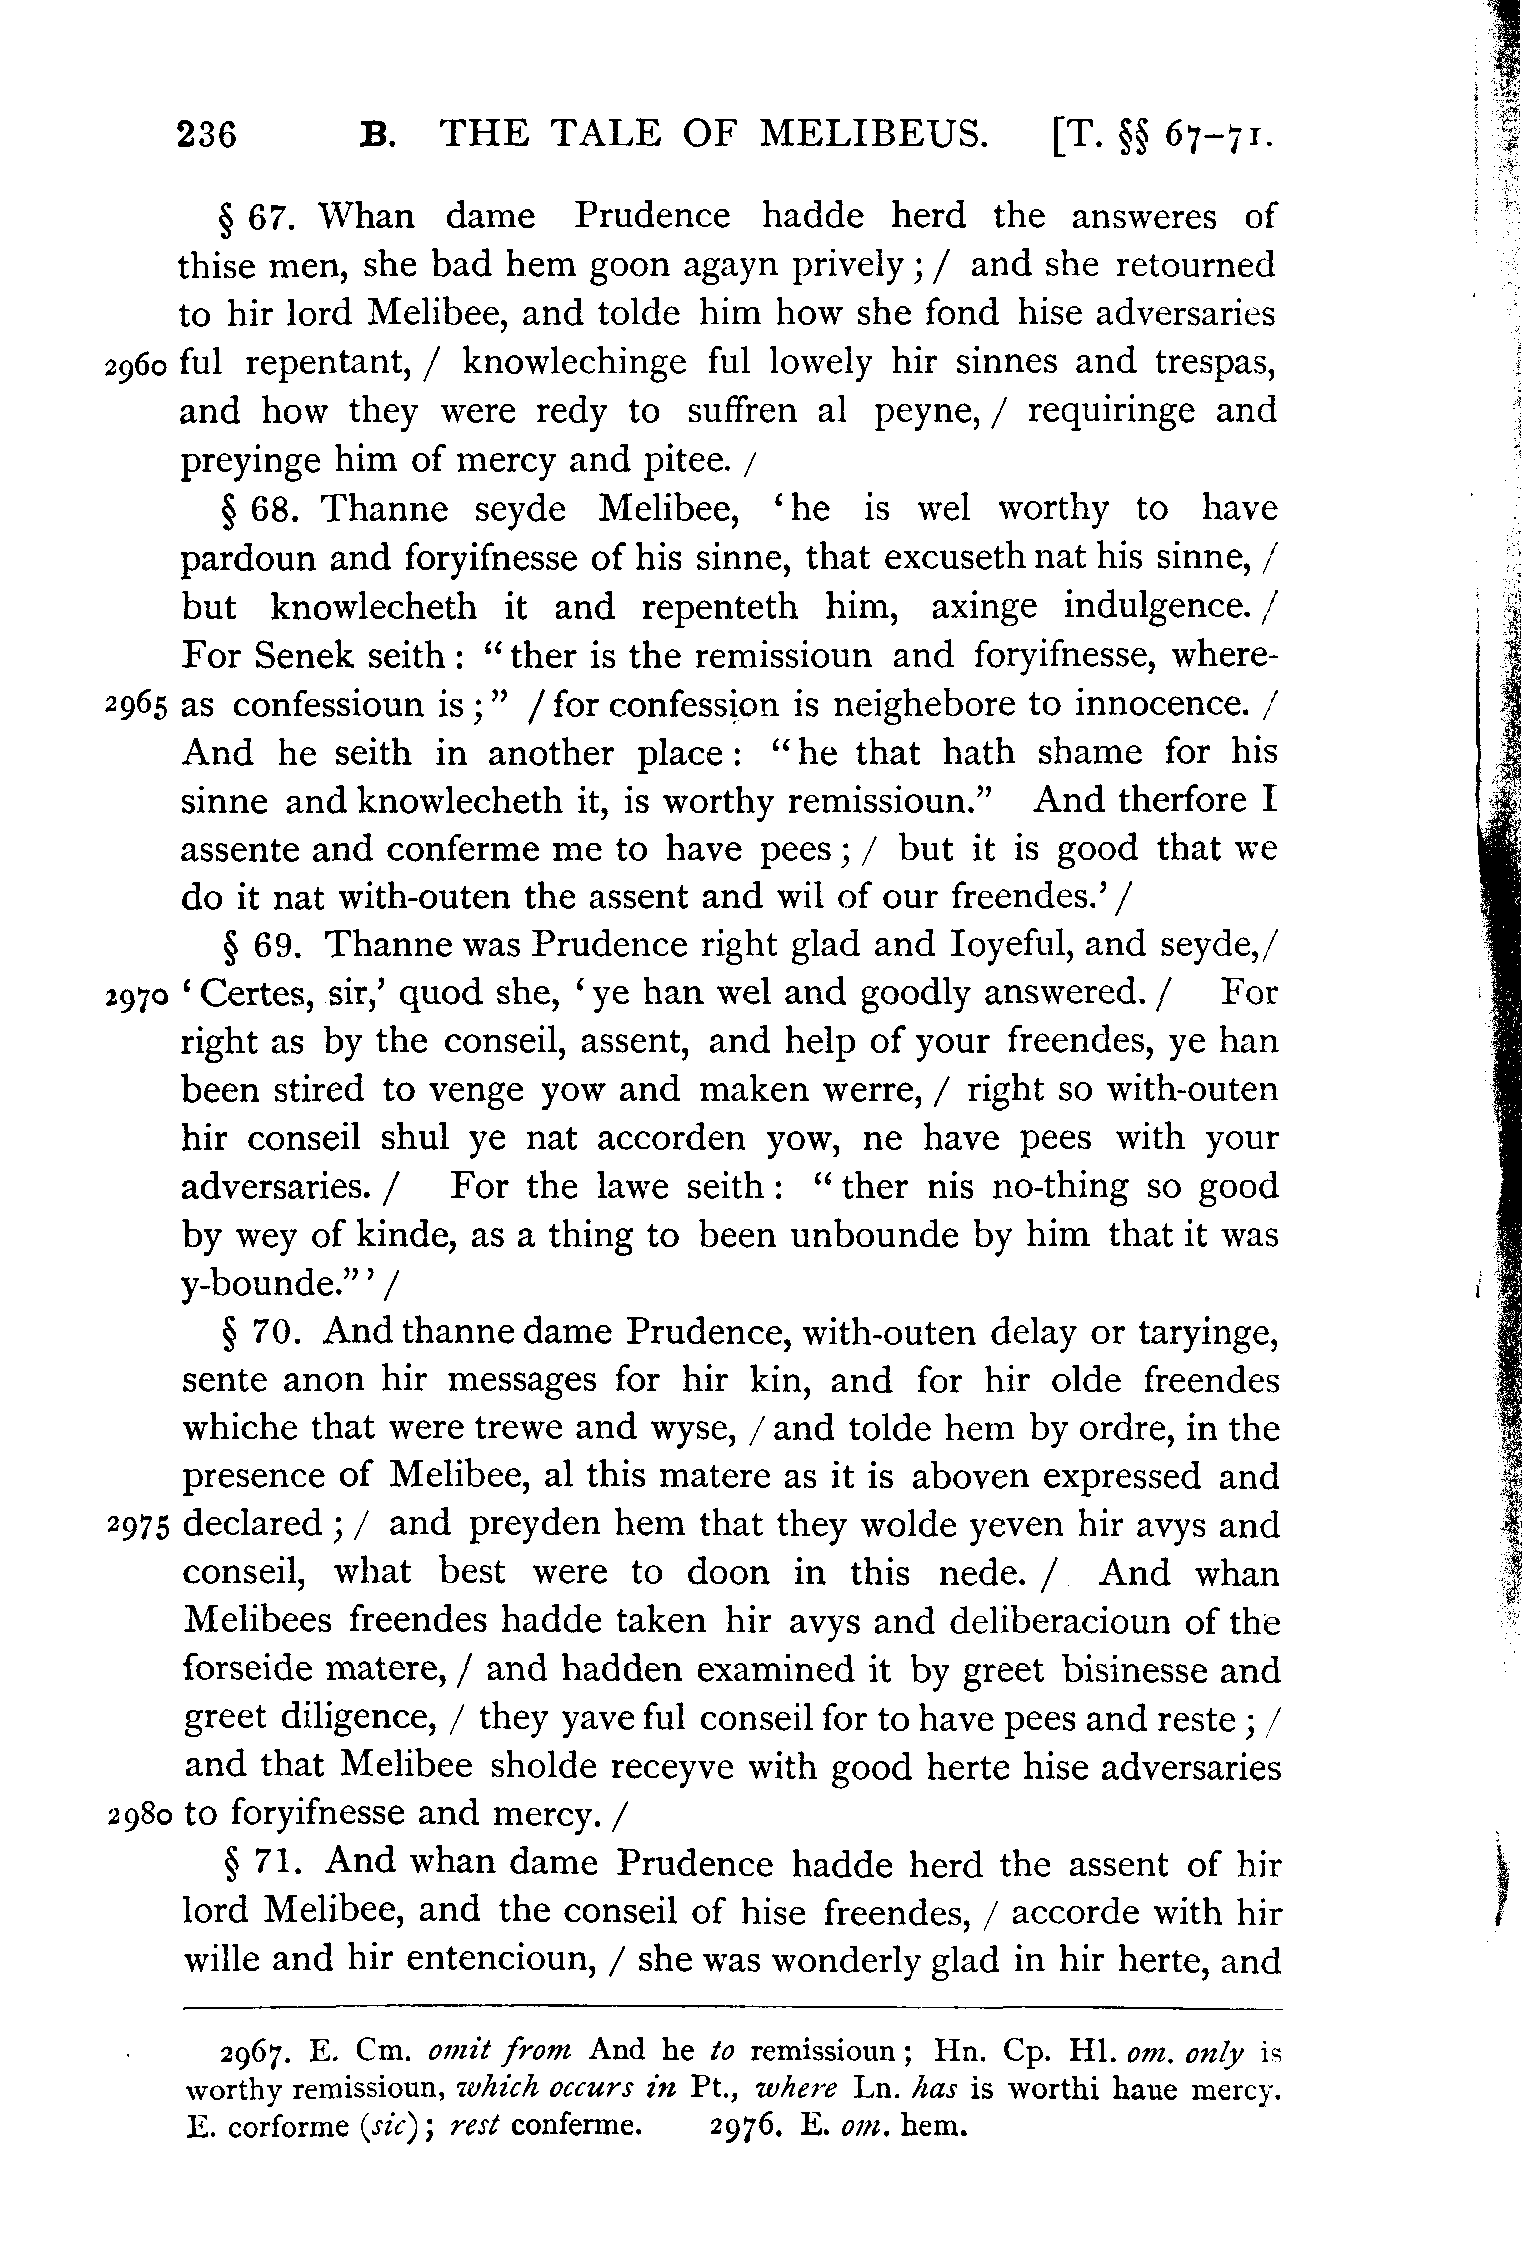 236 B. THE TALE OF MELIBEUS. [T. §§ 67–71.
§ 67. Whan dame Prudence hadde herd the answeres of
thise men, she bad hem goon agayn prively ; / and she retourned
to hir lord Melibee, and tolde him how she fond hise adversaries
2960 ful repentant, / knowlechinge ful lowely hir sinnes and trespas,
and how they were redy to suffren al peyne, / requiringe and
preyinge him of mercy and pitee. /
§ 68. Thanne seyde Melibee, ‘he is wel worthy to have
pardoun and foryifnesse of his sinne, that excuseth nat his sinne, /
but knowlecheth it and repenteth him, axinge indulgence. /
For Senek seith : “ther is the remissioun and foryifnesse, where-
2965 as confessioun is ;” / for confession is neighebore to innocence. /
And he seith in another place : “he that hath shame for his
sinne and knowlecheth it, is worthy remissioun.” And therfore I
assente and conferme me to have pees ; / but it is good that we
do it nat with-outen the assent and wil of our freendes.’ /
§ 69. Thanne was Prudence right glad and Ioyeful, and seyde, /
2970 ‘Certes, sir,’ quod she, ‘ye han wel and goodly answered. / For
right as by the conseil, assent, and help of your freendes, ye han
been stired to venge yow and maken werre, / right so with-outen
hir conseil shul ye nat accorden yow, ne have pees with your
adversaries. / For the lawe seith : “ther nis no-thing so good
by wey of kinde, as a thing to been unbounde by him that it was
y-bounde.”’ /
§ 70. And thanne dame Prudence, with-outen delay or taryinge,
sente anon hir messages for hir kin, and for hir olde freendes
whiche that were trewe and wyse, / and tolde hem by ordre, in the
presence of Melibee, al this matere as it is aboven expressed and
2975 declared ; / and preyden hem that they wolde yeven hir avys and
conseil, what best were to doon in this nede. / And whan
Melibees freendes hadde taken hir avys and deliberacioun of the
forseide matere, / and hadden examined it by greet bisinesse and
greet diligence, / they yave ful conseil for to have pees and reste ; /
and that Melibee sholde receyve with good herte hise adversaries
2980 to foryifnesse and mercy. /
§ 71. And whan dame Prudence hadde herd the assent of hir
lord Melibee, and the conseil of hise freendes, / accorde with hir
wille and hir entencioun, / she was wonderly glad in hir herte, and
2967. E. Cm. omit from And he to remissioun ; Hn. Cp. Hl. om. only is
worthy remissioun, which occurs in Pt., where Ln. has is worthi haue mercy.
E. corforme (sic) ; rest conferme. 2976. E. om. hem.